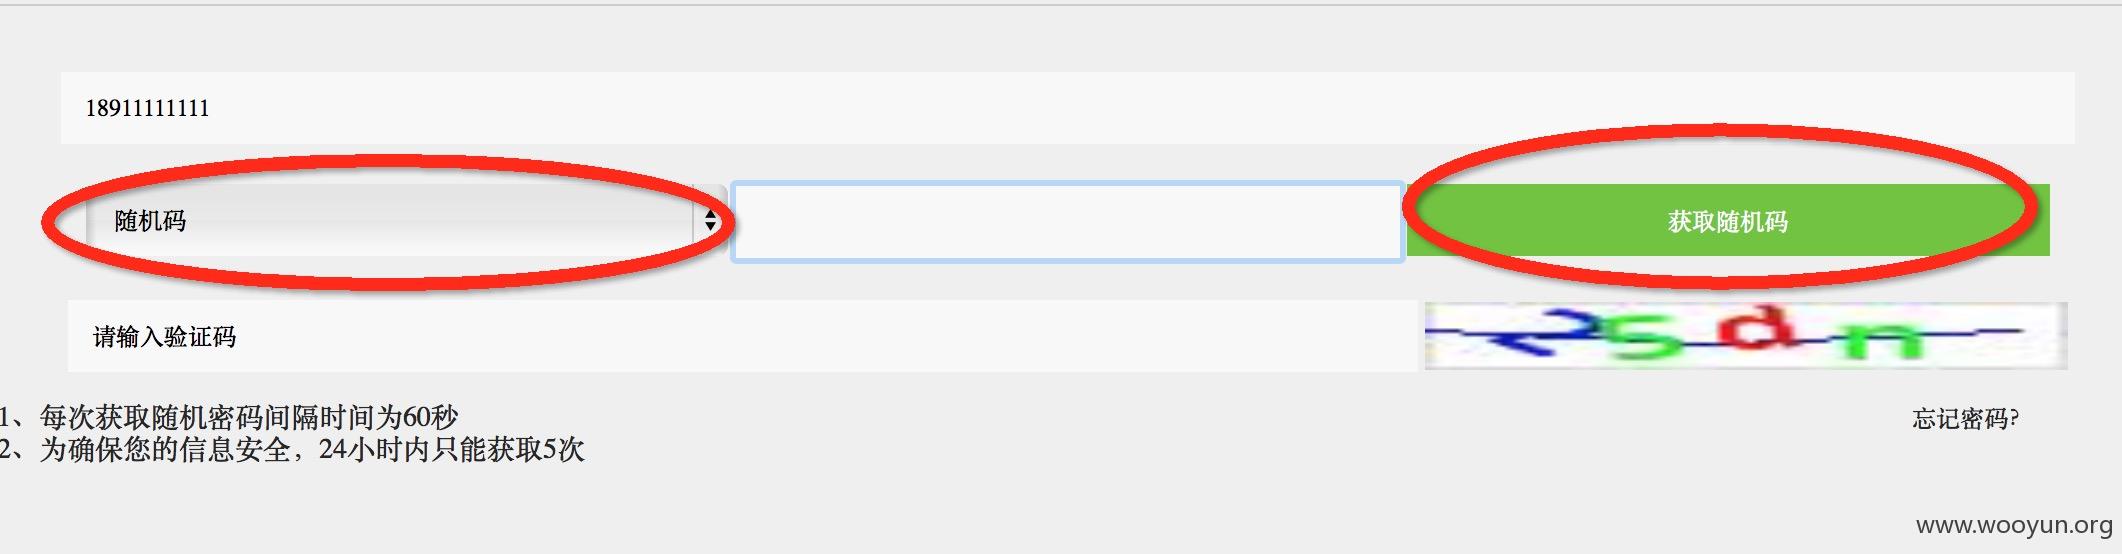 18911111111
随机码
获取随机码
请输入验证码
25an
1、每次获取随机密码间隔时间为60秒
忘记密码?
2、为确保您的信息安全，24小时内只能获取5次
www.wooyun.org